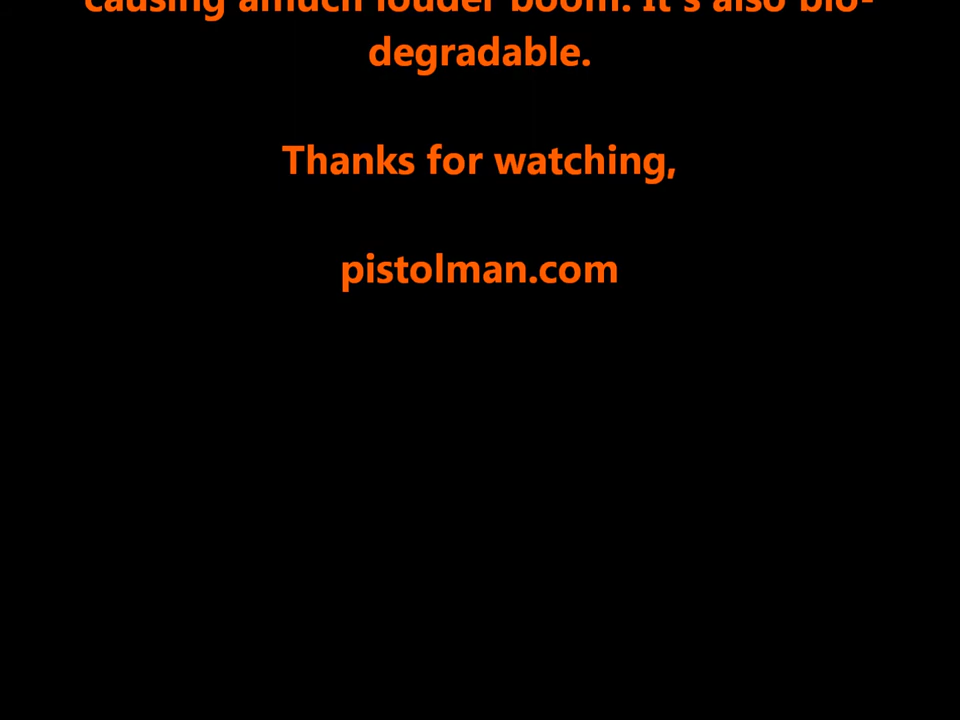 causing amuch louder boom. It's also bio-
degradable.
Thanks for watching,
pistolman.com